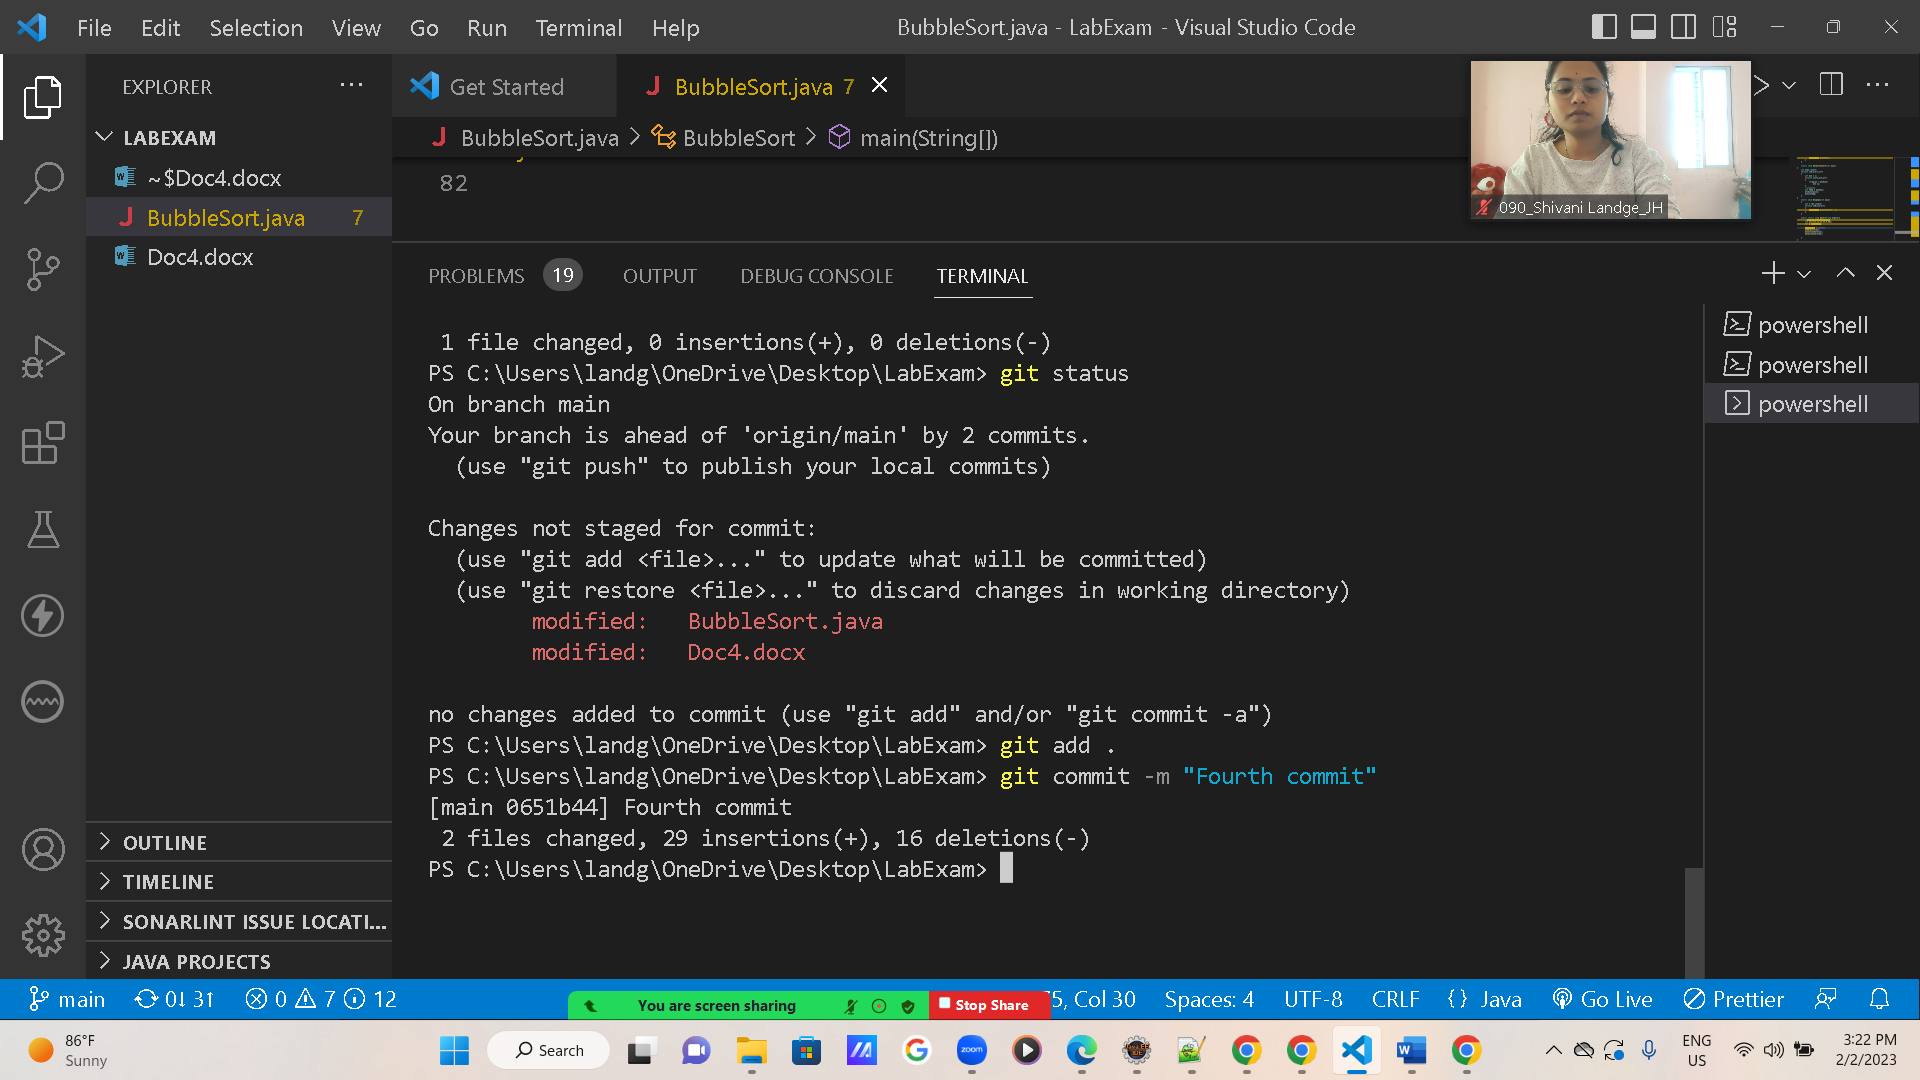 File Edit Selection View Go Run Terminal Help
BubbleSort.java - LabExam - Visual Studio Code
EXPLORER
LABEXAM
~$Doc4.docx
BubbleSort.java 7
Doc4.docx
OUTLINE
TIMELINE
SONARLINT ISSUE LOCATI...
JAVA PROJECTS
Get Started
BubbleSort.java 7
BubbleSort.java > BubbleSort > main(String[])
82
090_Shivani Landge_JH
PROBLEMS 19 OUTPUT DEBUG CONSOLE TERMINAL
1 file changed, 0 insertions(+), 0 deletions(-)
PS C:\Users\landg\OneDrive\Desktop\LabExam> git status
On branch main
Your branch is ahead of 'origin/main' by 2 commits.
(use "git push" to publish your local commits)
Changes not staged for commit:
(use "git add <file>..." to update what will be committed)
(use "git restore <file>..." to discard changes in working directory)
modified: BubbleSort.java
modified: Doc4.docx
no changes added to commit (use "git add" and/or "git commit -a")
PS C:\Users\landg\OneDrive\Desktop\LabExam> git add .
PS C:\Users\landg\OneDrive\Desktop\LabExam> git commit -m "Fourth commit"
[main 0651b44] Fourth commit
2 files changed, 29 insertions(+), 16 deletions(-)
PS C:\Users\landg\OneDrive\Desktop\LabExam>
powershell
powershell
powershell
main 0↓ 3↑ 0 7 12
You are screen sharing Stop Share
5, Col 30 Spaces: 4 UTF-8 CRLF {} Java Go Live Prettier
86°F
Sunny
Search
zoom
ENG
US
3:22 PM
2/2/2023